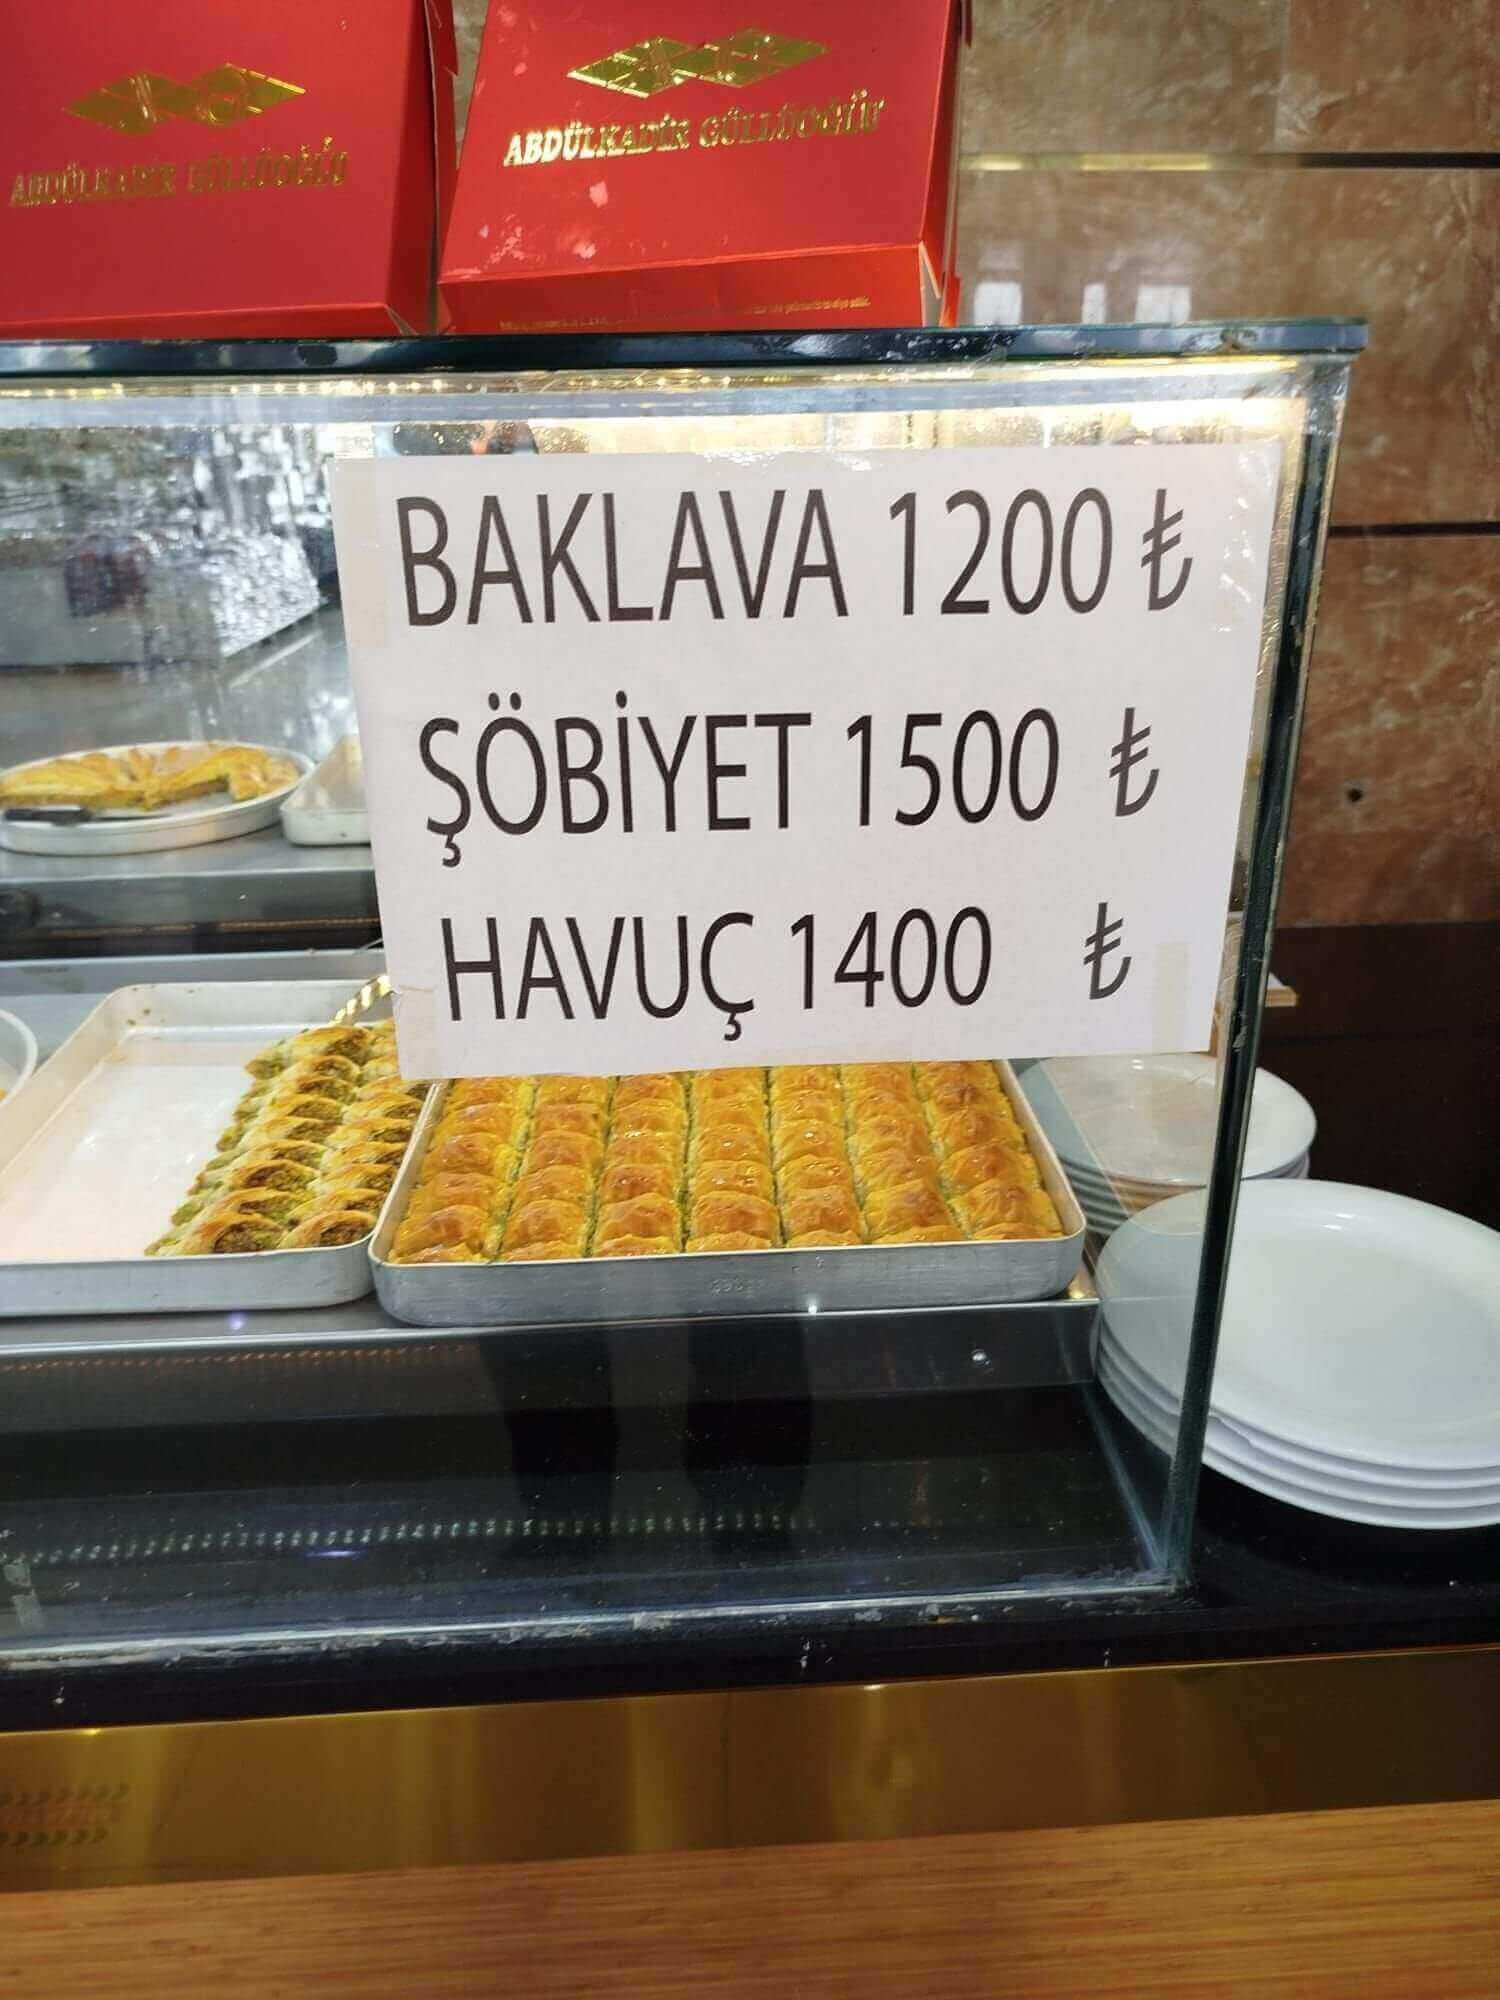 ABDÜLKADİR GÜLLÜOĞLU
ABDÜLKADİR GÜLLÜOĞLU
BAKLAVA 1200 ₺
ŞÖBİYET 1500 ₺
HAVUÇ 1400 ₺